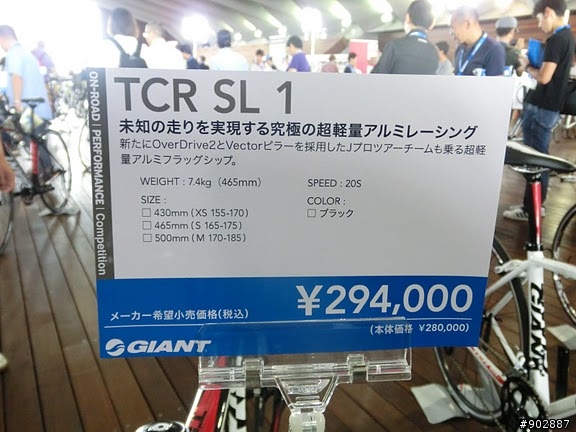 ON-ROAD | PERFORMANCE | Competition
TCR SL 1
未知の走りを実現する究極の超軽量アルミレーシング
新たにOverDrive2とVectorピラーを採用したJプロツアーチームも乗る超軽
量アルミフラッグシップ。
WEIGHT : 7.4kg（465mm）
SPEED : 20S
SIZE :
□ 430mm ( XS 155-170)
□ 465mm ( S 165-175)
□ 500mm ( M 170-185)
COLOR :
□ ブラック
メーカー希望小売価格(税込)
¥294,000
(本体価格 ¥280,000)
GIANT
GIANT
#902887